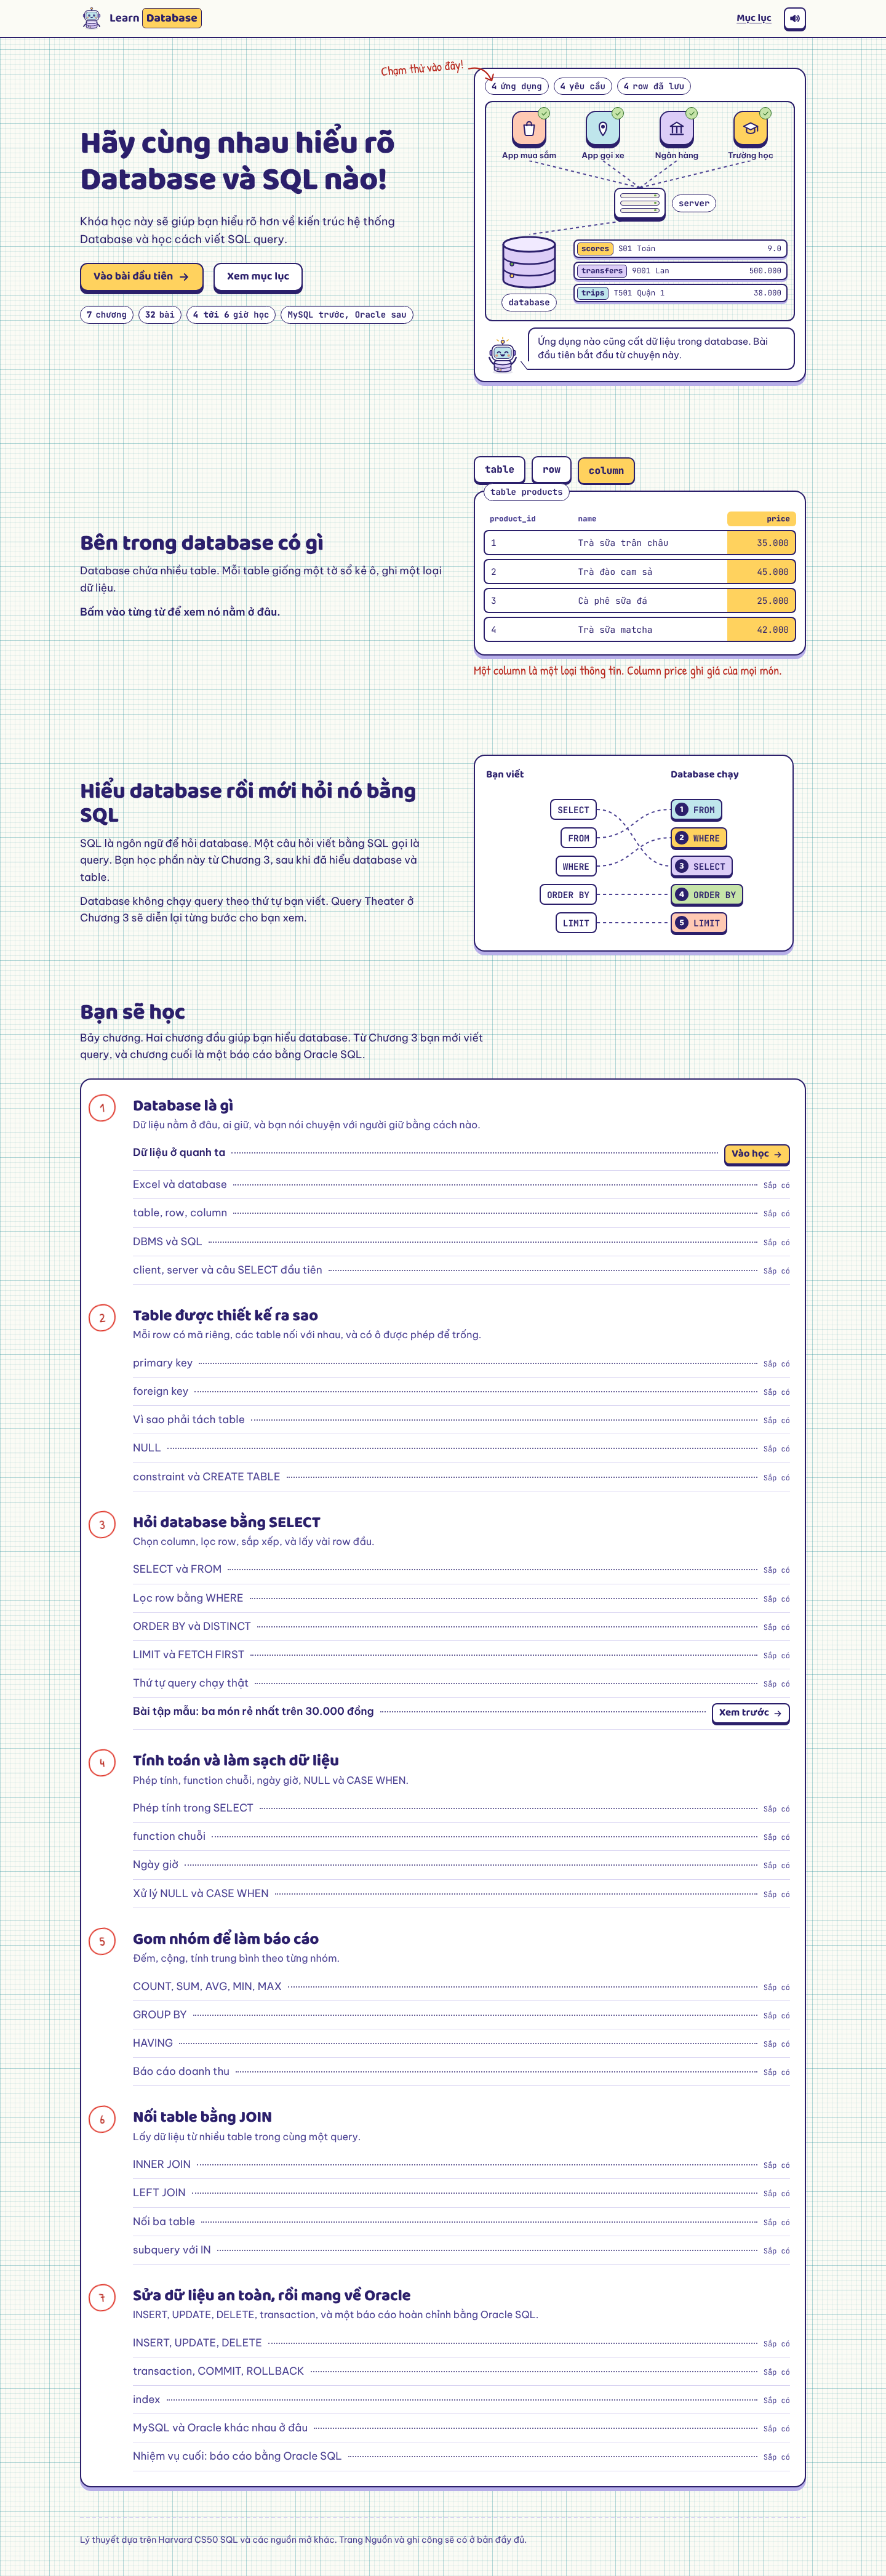 Learn Database
Mục lục
Chạm thử vào đây!
4 ứng dụng
4 yêu cầu
4 row đã lưu
App mua sắm
App gọi xe
Ngân hàng
Trường học
server
scores S01 Toán 9.0
transfers 9001 Lan 500.000
trips T501 Quận 1 38.000
database
Ứng dụng nào cũng cất dữ liệu trong database. Bài
đầu tiên bắt đầu từ chuyện này.
Hãy cùng nhau hiểu rõ
Database và SQL nào!
Khóa học này sẽ giúp bạn hiểu rõ hơn về kiến trúc hệ thống
Database và học cách viết SQL query.
Vào bài đầu tiên →
Xem mục lục
7 chương
32 bài
4 tới 6 giờ học
MySQL trước, Oracle sau
Bên trong database có gì
Database chứa nhiều table. Mỗi table giống một tờ sổ kẻ ô, ghi một loại
dữ liệu.
Bấm vào từng từ để xem nó nằm ở đâu.
table
row
column
table products
product_id name price
1 Trà sữa trân châu 35.000
2 Trà đào cam sả 45.000
3 Cà phê sữa đá 25.000
4 Trà sữa matcha 42.000
Một column là một loại thông tin. Column price ghi giá của mọi món.
Hiểu database rồi mới hỏi nó bằng
SQL
SQL là ngôn ngữ để hỏi database. Một câu hỏi viết bằng SQL gọi là
query. Bạn học phần này từ Chương 3, sau khi đã hiểu database và
table.
Database không chạy query theo thứ tự bạn viết. Query Theater ở
Chương 3 sẽ diễn lại từng bước cho bạn xem.
Bạn viết
Database chạy
SELECT
FROM
WHERE
ORDER BY
LIMIT
1 FROM
2 WHERE
3 SELECT
4 ORDER BY
5 LIMIT
Bạn sẽ học
Bảy chương. Hai chương đầu giúp bạn hiểu database. Từ Chương 3 bạn mới viết
query, và chương cuối là một báo cáo bằng Oracle SQL.
1
Database là gì
Dữ liệu nằm ở đâu, ai giữ, và bạn nói chuyện với người giữ bằng cách nào.
Dữ liệu ở quanh ta Vào học →
Excel và database Sắp có
table, row, column Sắp có
DBMS và SQL Sắp có
client, server và câu SELECT đầu tiên Sắp có
2
Table được thiết kế ra sao
Mỗi row có mã riêng, các table nối với nhau, và có ô được phép để trống.
primary key Sắp có
foreign key Sắp có
Vì sao phải tách table Sắp có
NULL Sắp có
constraint và CREATE TABLE Sắp có
3
Hỏi database bằng SELECT
Chọn column, lọc row, sắp xếp, và lấy vài row đầu.
SELECT và FROM Sắp có
Lọc row bằng WHERE Sắp có
ORDER BY và DISTINCT Sắp có
LIMIT và FETCH FIRST Sắp có
Thứ tự query chạy thật Sắp có
Bài tập mẫu: ba món rẻ nhất trên 30.000 đồng Xem trước →
4
Tính toán và làm sạch dữ liệu
Phép tính, function chuỗi, ngày giờ, NULL và CASE WHEN.
Phép tính trong SELECT Sắp có
function chuỗi Sắp có
Ngày giờ Sắp có
Xử lý NULL và CASE WHEN Sắp có
5
Gom nhóm để làm báo cáo
Đếm, cộng, tính trung bình theo từng nhóm.
COUNT, SUM, AVG, MIN, MAX Sắp có
GROUP BY Sắp có
HAVING Sắp có
Báo cáo doanh thu Sắp có
6
Nối table bằng JOIN
Lấy dữ liệu từ nhiều table trong cùng một query.
INNER JOIN Sắp có
LEFT JOIN Sắp có
Nối ba table Sắp có
subquery với IN Sắp có
7
Sửa dữ liệu an toàn, rồi mang về Oracle
INSERT, UPDATE, DELETE, transaction, và một báo cáo hoàn chỉnh bằng Oracle SQL.
INSERT, UPDATE, DELETE Sắp có
transaction, COMMIT, ROLLBACK Sắp có
index Sắp có
MySQL và Oracle khác nhau ở đâu Sắp có
Nhiệm vụ cuối: báo cáo bằng Oracle SQL Sắp có
Lý thuyết dựa trên Harvard CS50 SQL và các nguồn mở khác. Trang Nguồn và ghi công sẽ có ở bản đầy đủ.